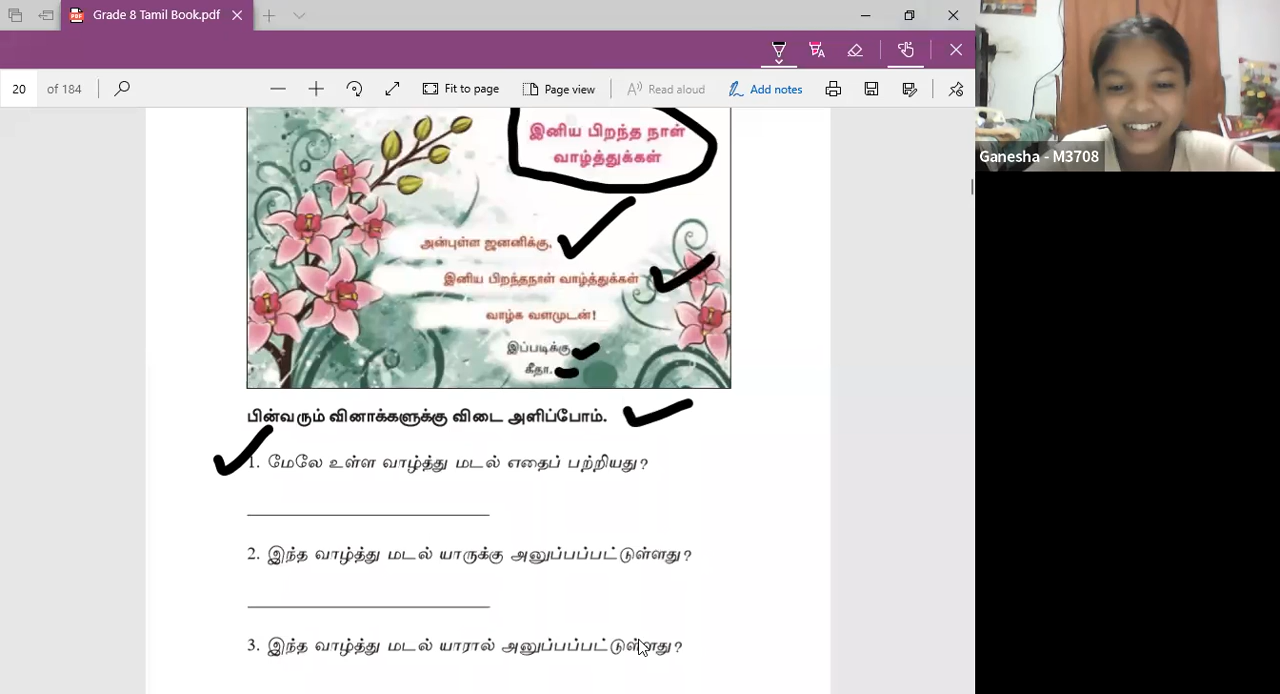 Grade 8 Tamil Book.pdf
20 of 184
Fit to page
Page view
Read aloud
Add notes
இனிய பிறந்த நாள்
வாழ்த்துக்கள்
அன்புள்ள ஜனனிக்கு,
இனிய பிறந்தநாள் வாழ்த்துக்கள்
வாழ்க வளமுடன்!
இப்படிக்கு
கீதா.
பின்வரும் வினாக்களுக்கு விடை அளிப்போம்.
1. மேலே உள்ள வாழ்த்து மடல் எதைப் பற்றியது?
2. இந்த வாழ்த்து மடல் யாருக்கு அனுப்பப்பட்டுள்ளது?
3. இந்த வாழ்த்து மடல் யாரால் அனுப்பப்பட்டுள்ளது?
Ganesha - M3708